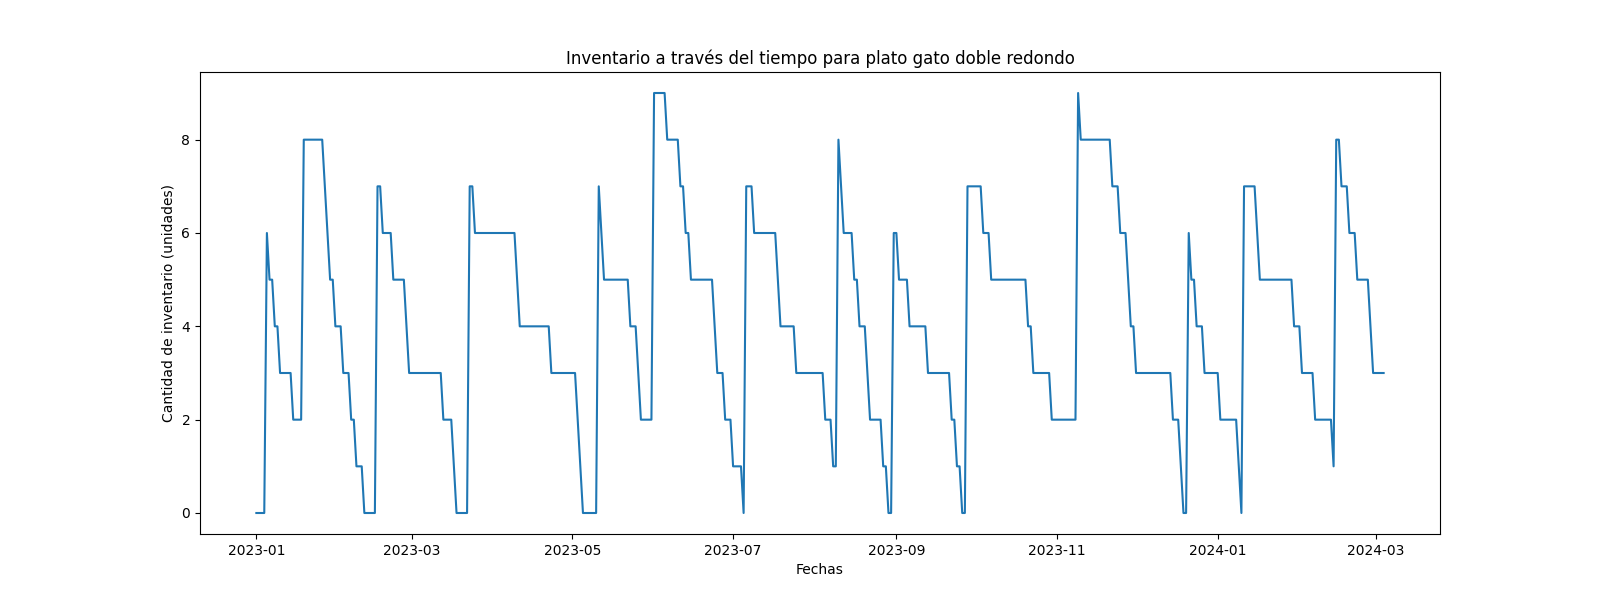 Inventario a través del tiempo para plato gato doble redondo
Cantidad de inventario (unidades)
8
6
4
2
0
2023-01 2023-03 2023-05 2023-07 2023-09 2023-11 2024-01 2024-03
Fechas